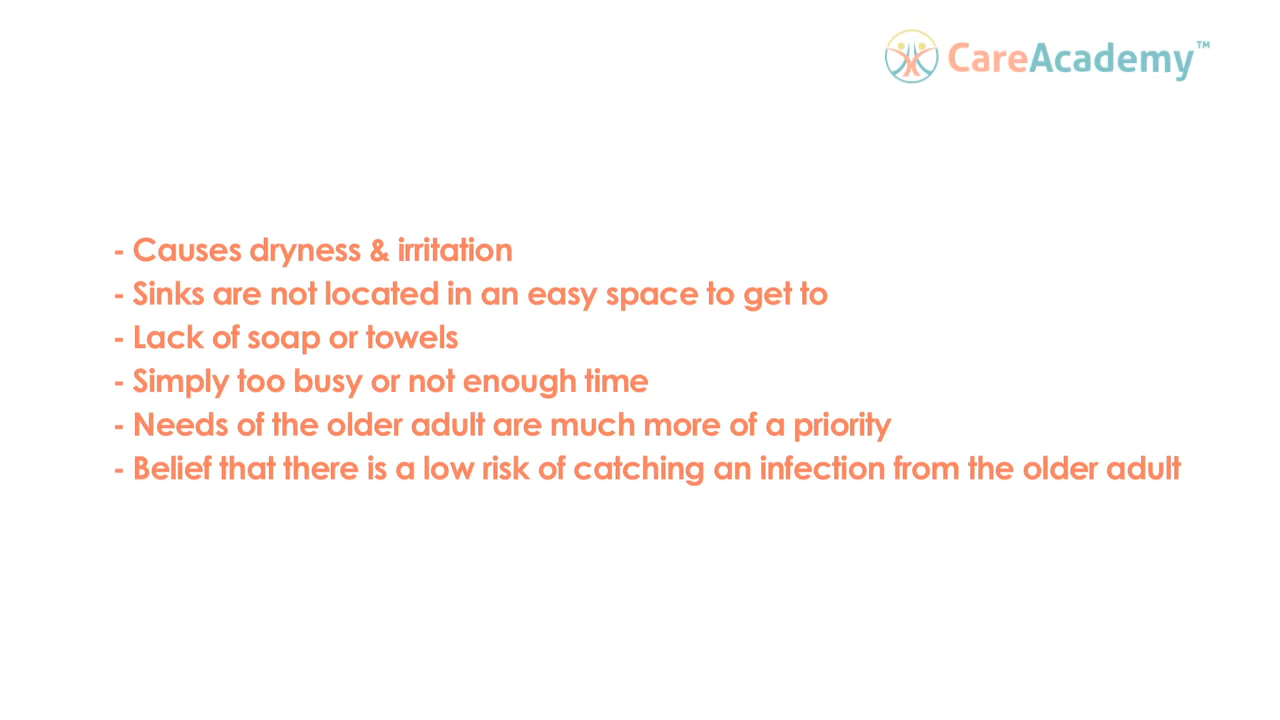 CareAcademy™
- Causes dryness & irritation
- Sinks are not located in an easy space to get to
- Lack of soap or towels
- Simply too busy or not enough time
- Needs of the older adult are much more of a priority
- Belief that there is a low risk of catching an infection from the older adult